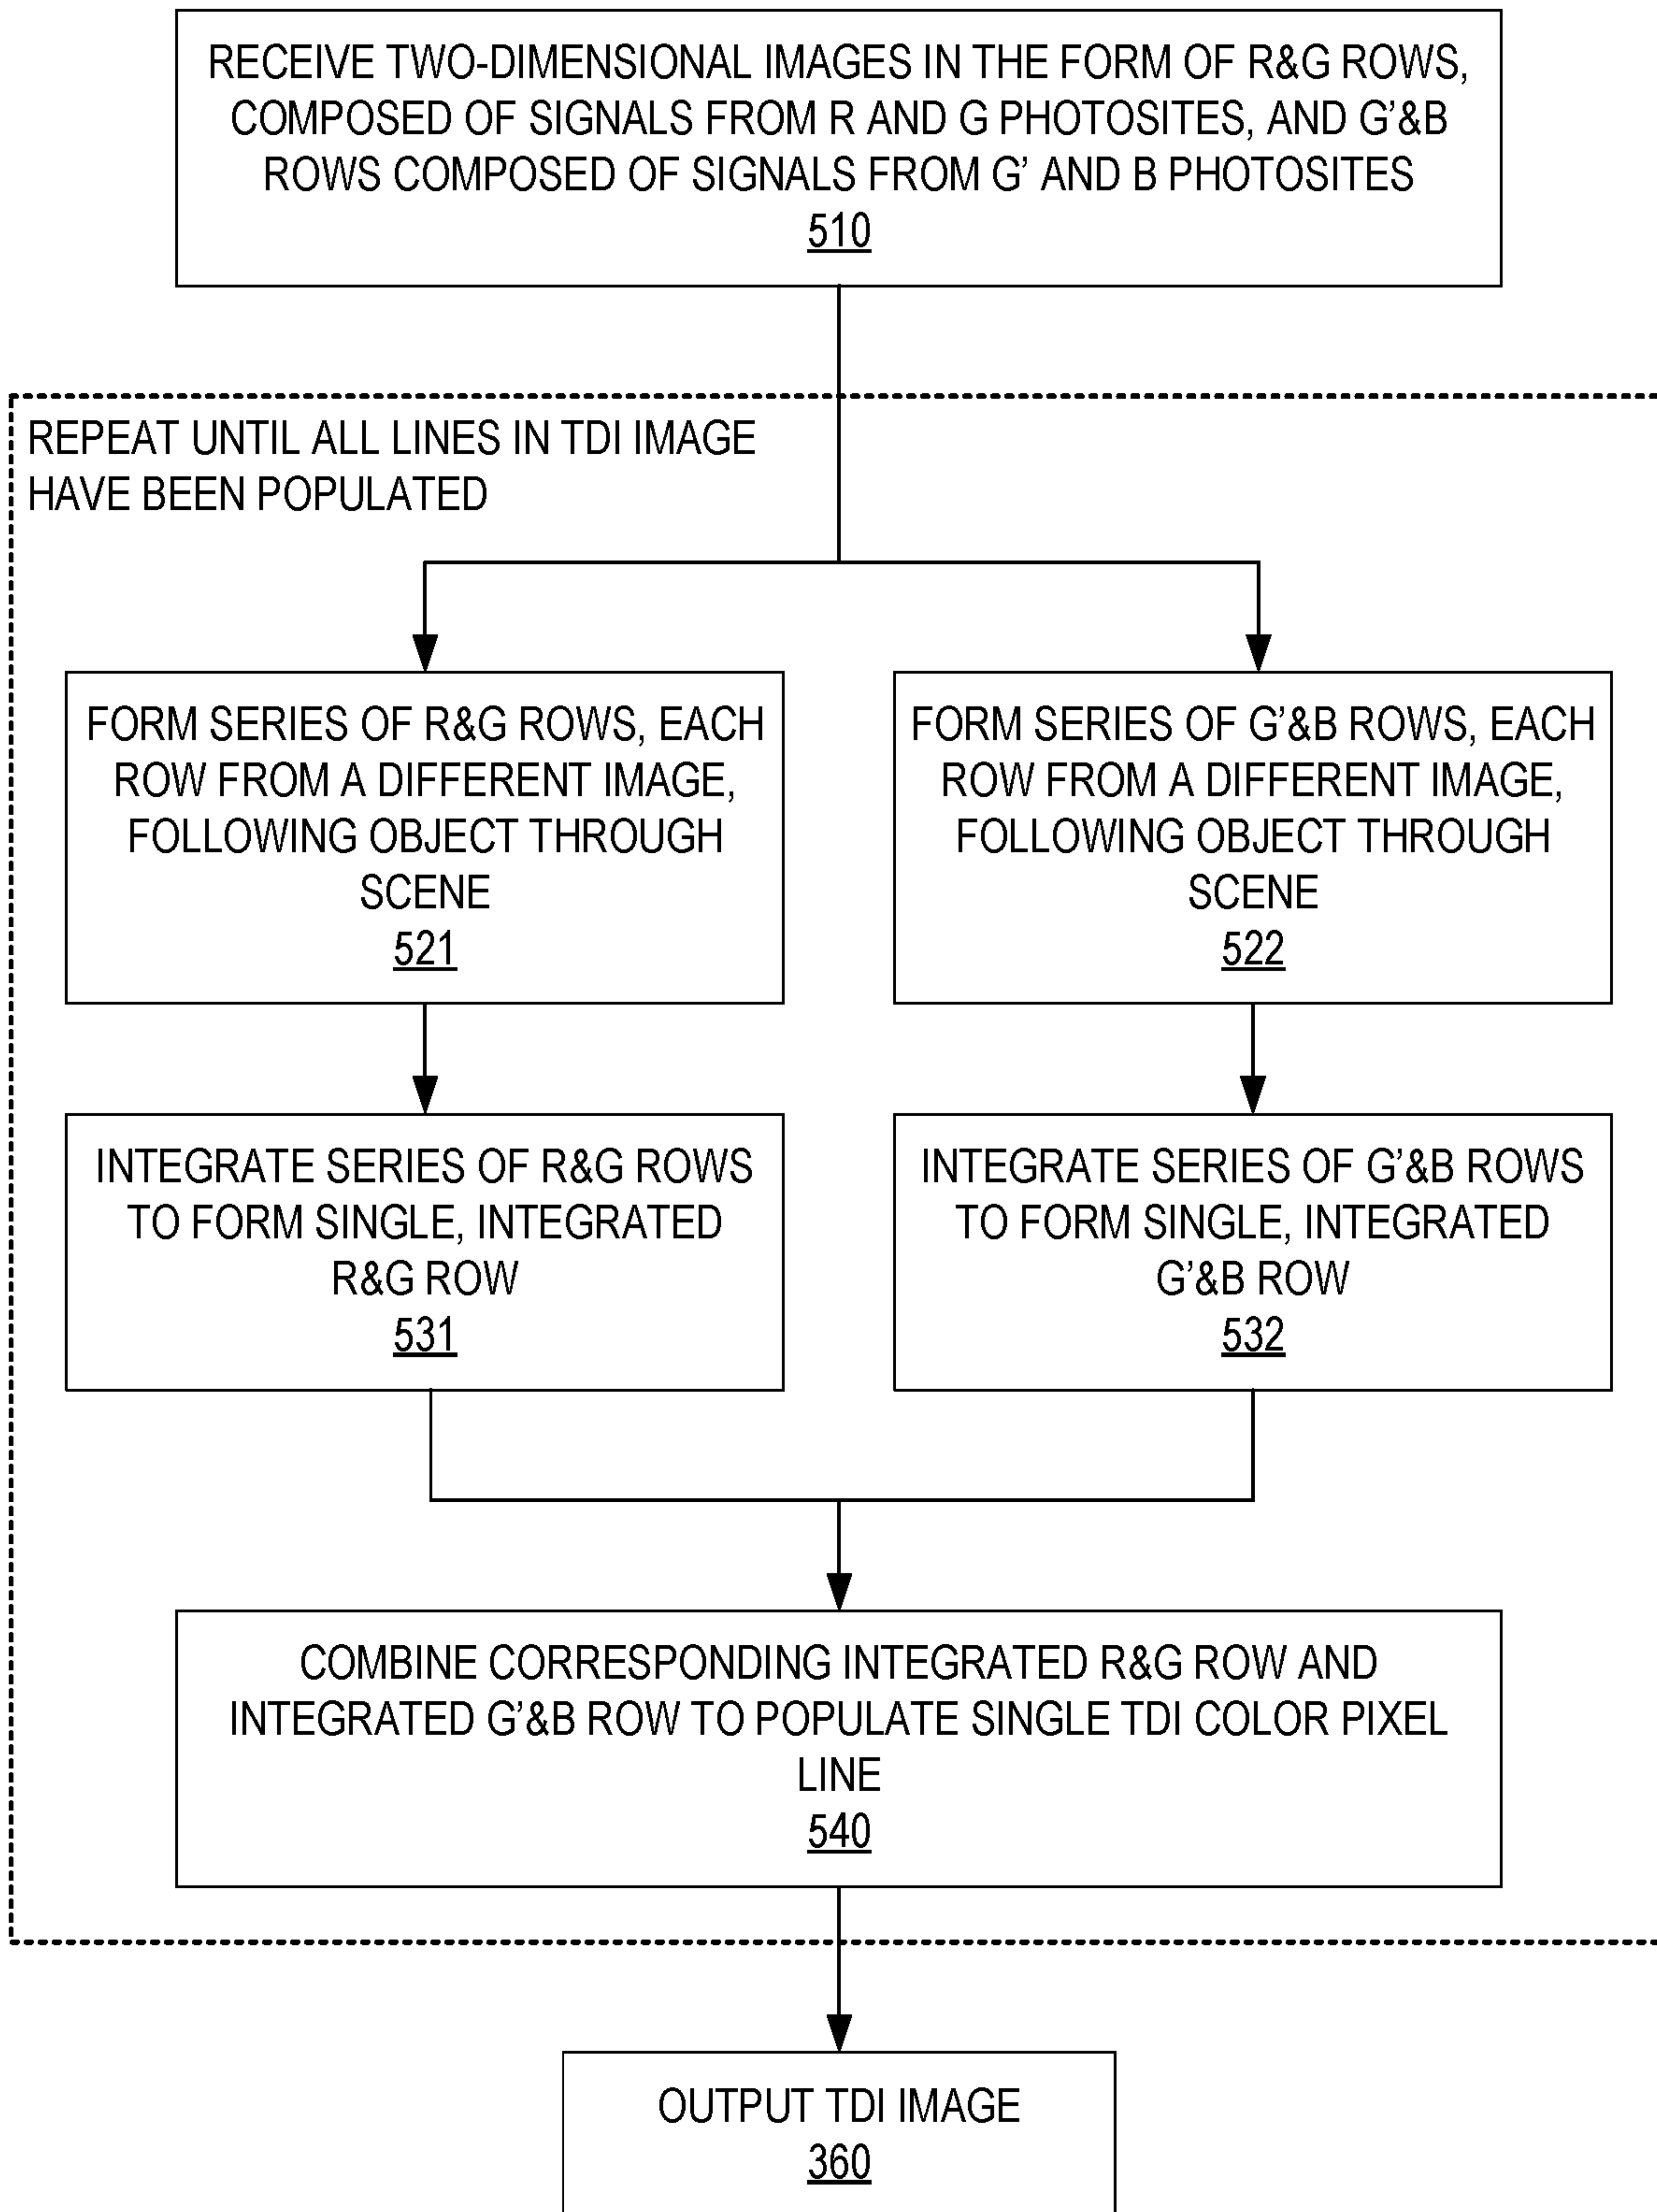 RECEIVE TWO-DIMENSIONAL IMAGES IN THE FORM OF R&G ROWS,
COMPOSED OF SIGNALS FROM R AND G PHOTOSITES, AND G'&B
ROWS COMPOSED OF SIGNALS FROM G' AND B PHOTOSITES
510
REPEAT UNTIL ALL LINES IN TDI IMAGE
HAVE BEEN POPULATED
FORM SERIES OF R&G ROWS, EACH
ROW FROM A DIFFERENT IMAGE,
FOLLOWING OBJECT THROUGH
SCENE
521
FORM SERIES OF G'&B ROWS, EACH
ROW FROM A DIFFERENT IMAGE,
FOLLOWING OBJECT THROUGH
SCENE
522
INTEGRATE SERIES OF R&G ROWS
TO FORM SINGLE, INTEGRATED
R&G ROW
531
INTEGRATE SERIES OF G'&B ROWS
TO FORM SINGLE, INTEGRATED
G'&B ROW
532
COMBINE CORRESPONDING INTEGRATED R&G ROW AND
INTEGRATED G'&B ROW TO POPULATE SINGLE TDI COLOR PIXEL
LINE
540
OUTPUT TDI IMAGE
360